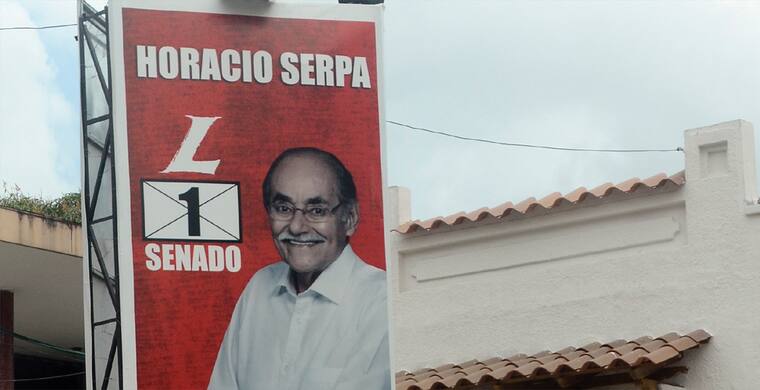 HORACIO SERPA
L
1
SENADO